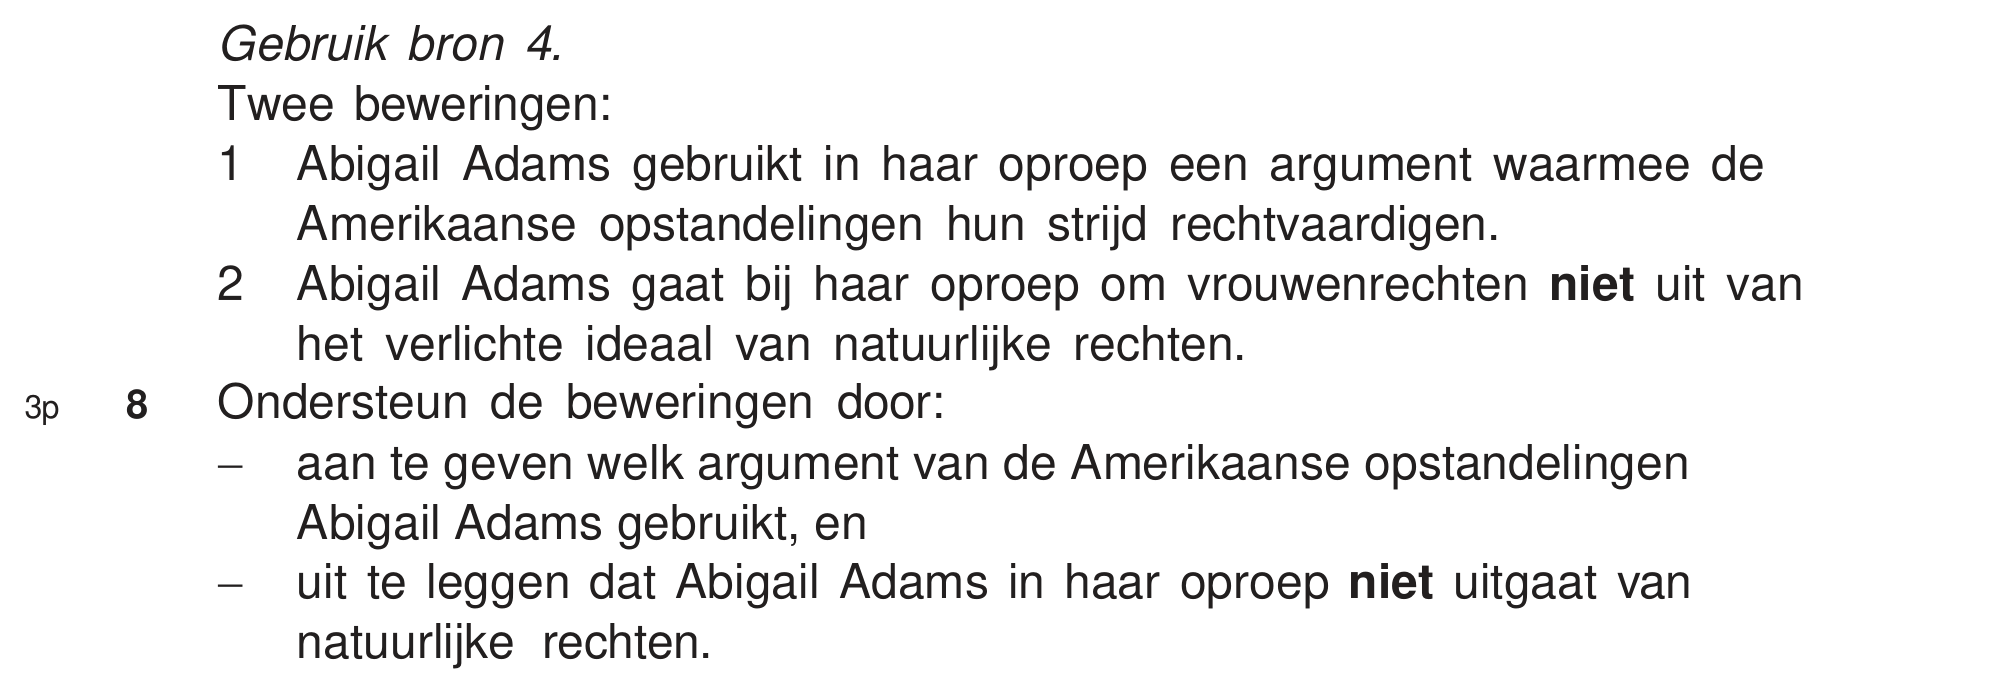 Gebruik bron 4.
Twee beweringen:
1 Abigail Adams gebruikt in haar oproep een argument waarmee de
Amerikaanse opstandelingen hun strijd rechtvaardigen.
2 Abigail Adams gaat bij haar oproep om vrouwenrechten niet uit van
het verlichte ideaal van natuurlijke rechten.
3p 8 Ondersteun de beweringen door:
– aan te geven welk argument van de Amerikaanse opstandelingen
Abigail Adams gebruikt, en
– uit te leggen dat Abigail Adams in haar oproep niet uitgaat van
natuurlijke rechten.